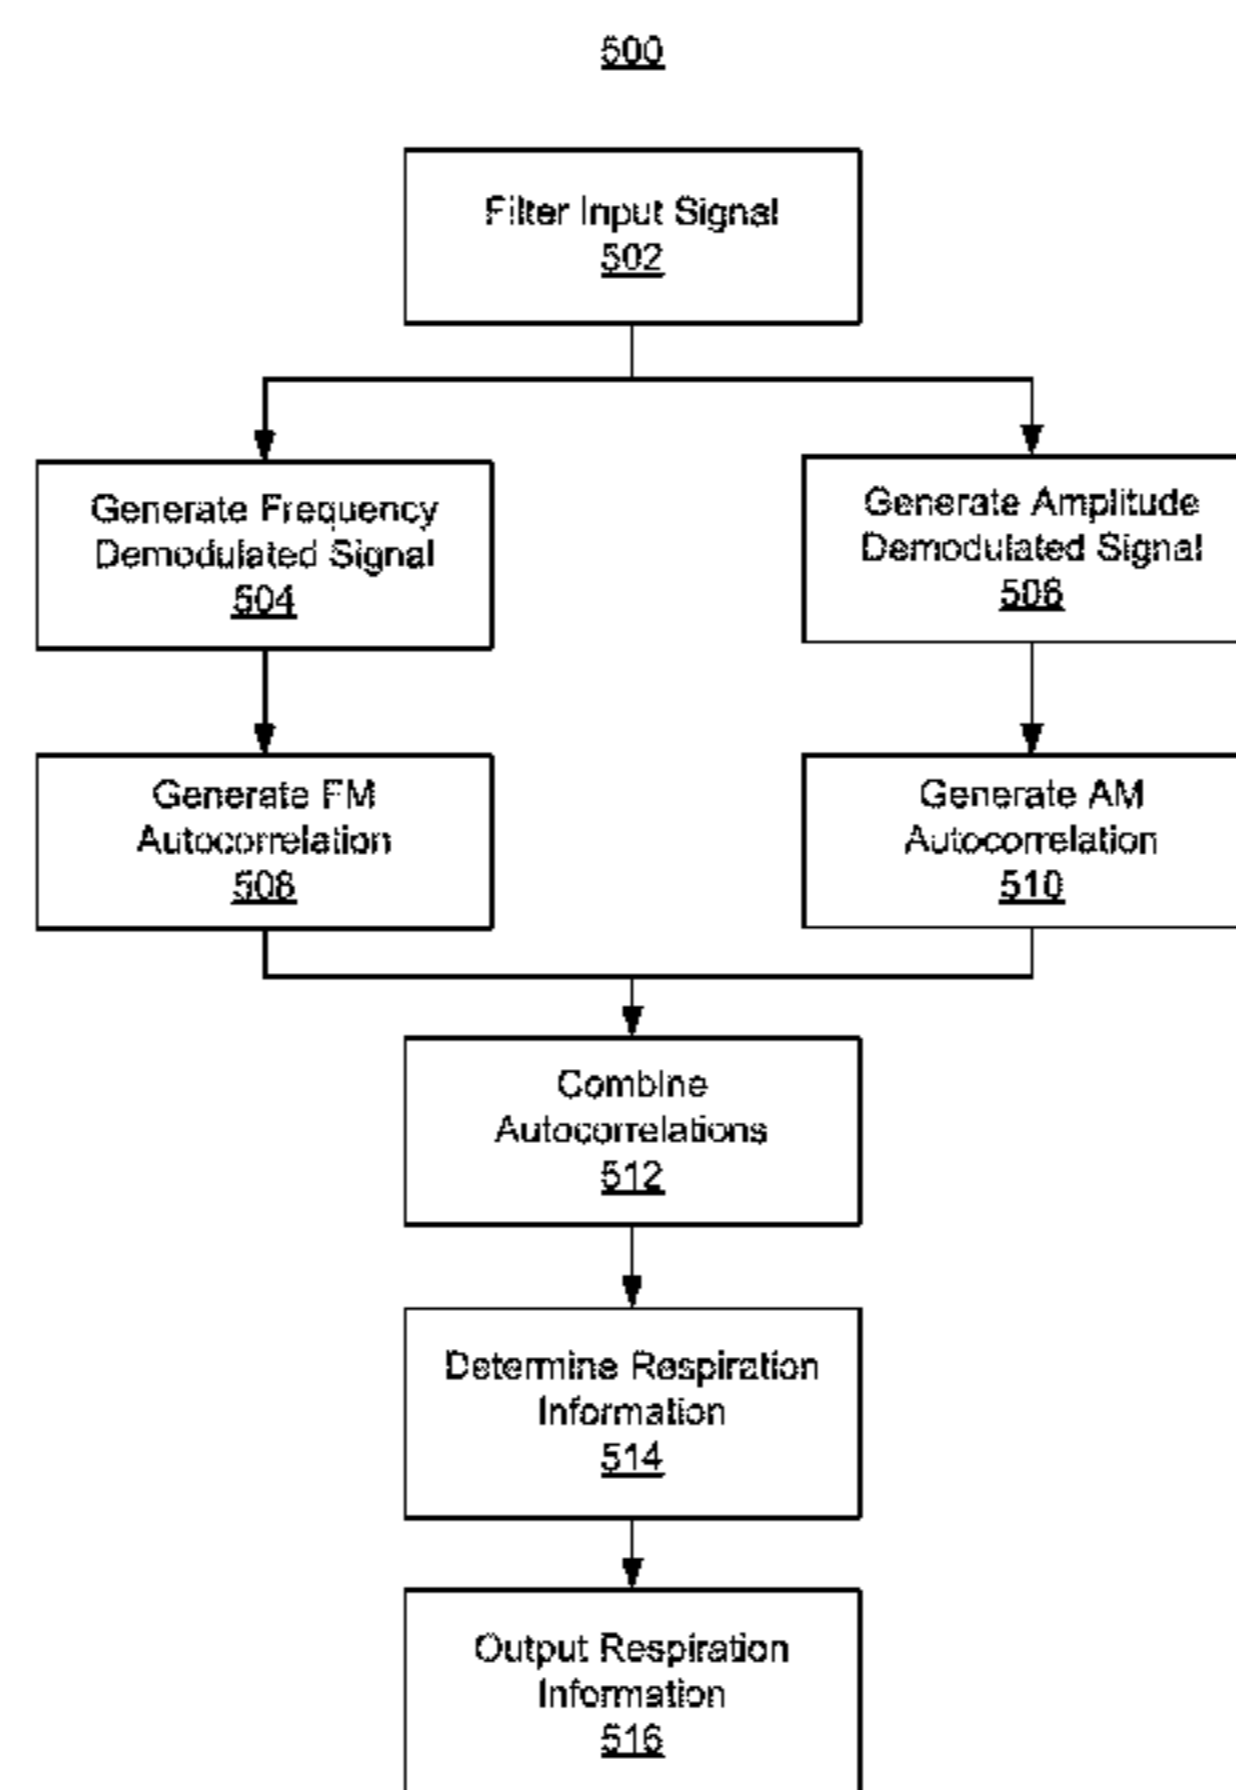 500
Filter Input Signal
502
Generate Frequency
Demodulated Signal
504
Generate Amplitude
Demodulated Signal
506
Generate FM
Autocorrelation
508
Generate AM
Autocorrelation
510
Combine
Autocorrelations
512
Determine Respiration
Information
514
Output Respiration
Information
516